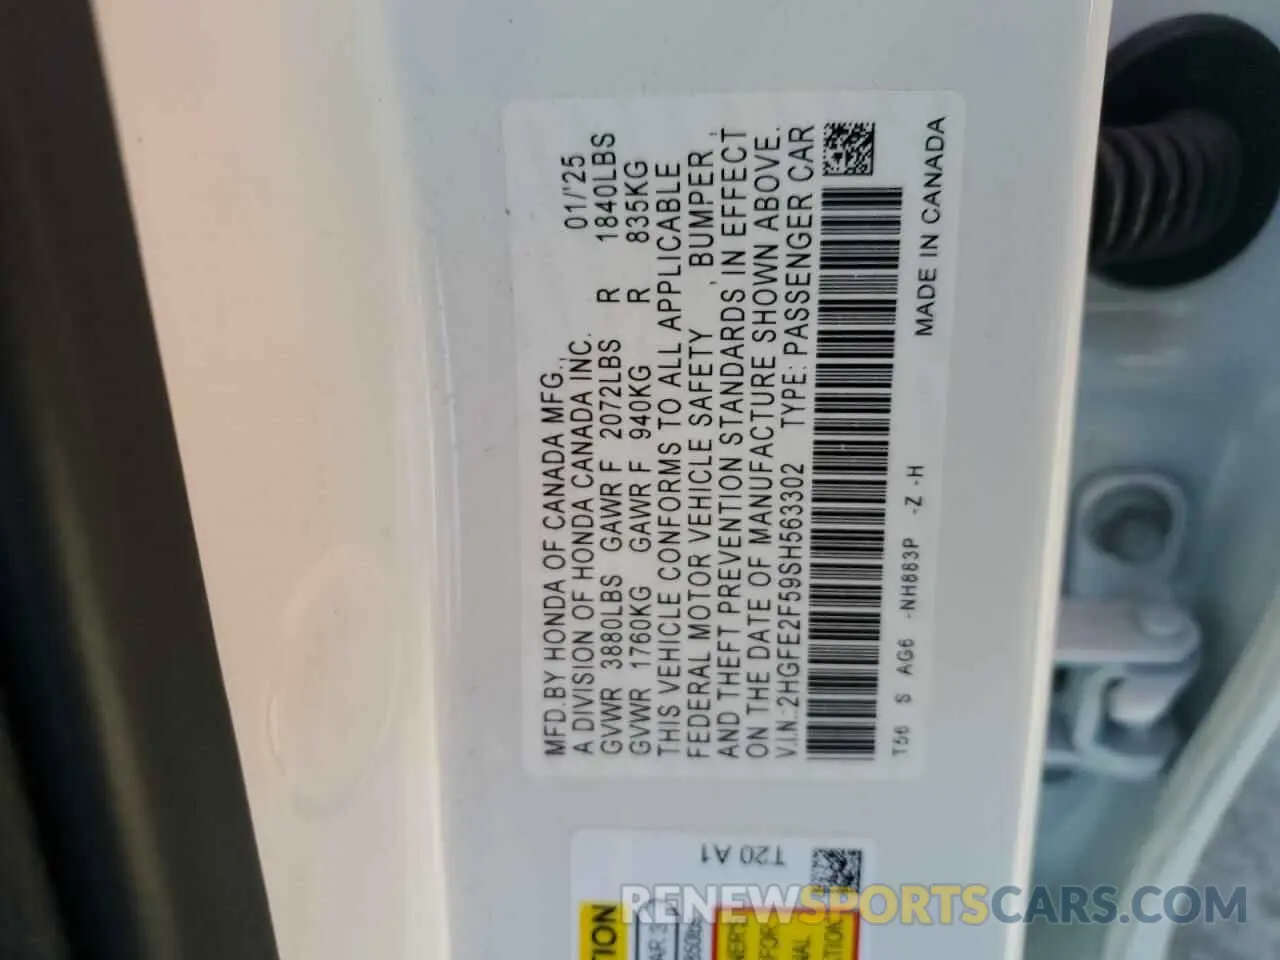 MFD.BY HONDA OF CANADA MFG.,
A DIVISION OF HONDA CANADA INC. 01/'25
GVWR 3880LBS GAWR F 2072LBS R 1840LBS
GVWR 1760KG GAWR F 940KG R 835KG
THIS VEHICLE CONFORMS TO ALL APPLICABLE
FEDERAL MOTOR VEHICLE SAFETY, BUMPER,
AND THEFT PREVENTION STANDARDS IN EFFECT
ON THE DATE OF MANUFACTURE SHOWN ABOVE.
V.I.N.:2HGFE2F59SH563302 TYPE: PASSENGER CAR
T56 S AG6 -NH883P -Z -H MADE IN CANADA
T20 A1
RENEWSPORTSCARS.COM